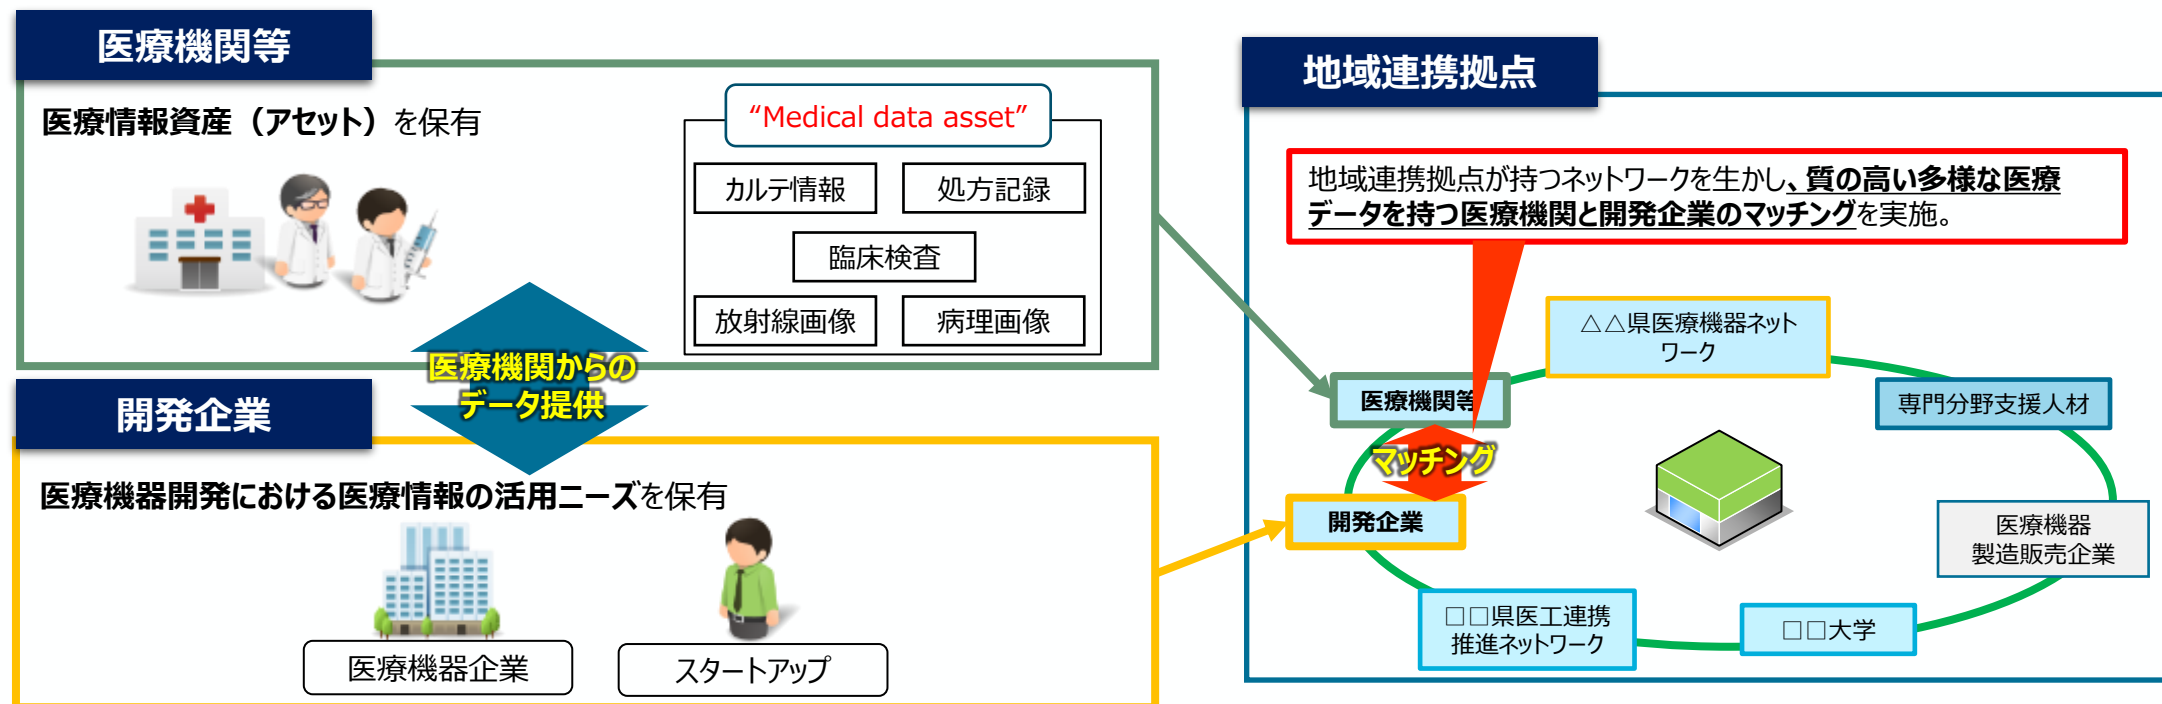 医療機関等
医療情報資産（アセット）を保有
“Medical data asset”
カルテ情報
処方記録
臨床検査
放射線画像
病理画像
医療機関からの
データ提供
開発企業
医療機器開発における医療情報の活用ニーズを保有
医療機器企業
スタートアップ
地域連携拠点
地域連携拠点が持つネットワークを生かし、質の高い多様な医療
データを持つ医療機関と開発企業のマッチングを実施。
△△県医療機器ネット
ワーク
医療機関等
専門分野支援人材
マッチング
開発企業
医療機器
製造販売企業
□□県医工連携
推進ネットワーク
□□大学